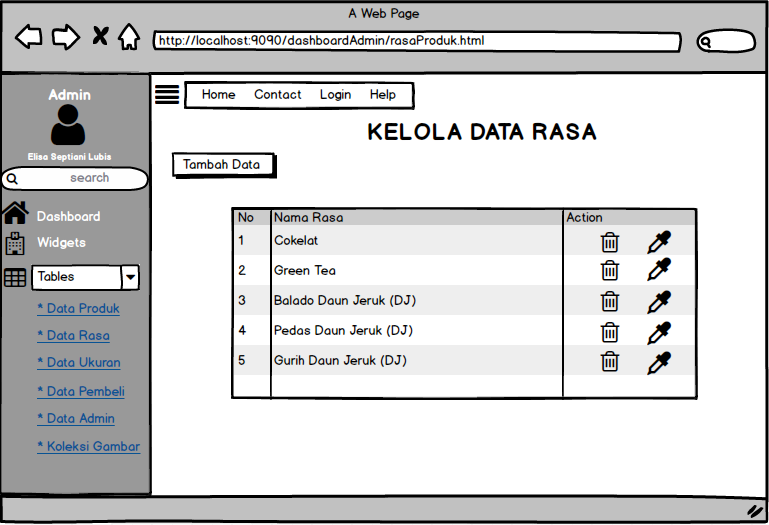 A Web Page
http://localhost:9090/dashboardAdmin/rasaProduk.html
Admin
Elisa Septiani Lubis
search
Dashboard
Widgets
Tables
* Data Produk
* Data Rasa
* Data Ukuran
* Data Pembeli
* Data Admin
* Koleksi Gambar
Home Contact Login Help
KELOLA DATA RASA
Tambah Data
No Nama Rasa Action
1 Cokelat
2 Green Tea
3 Balado Daun Jeruk (DJ)
4 Pedas Daun Jeruk (DJ)
5 Gurih Daun Jeruk (DJ)